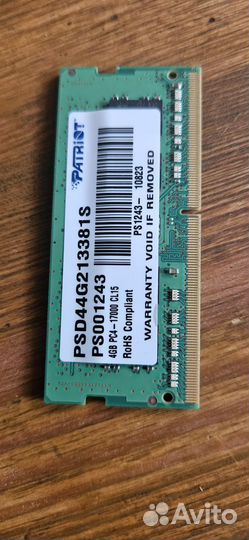 PATRIOT
PSD44G213381S
PS001243
4GB PC4-17000 CL15
RoHS Compliant
PS1243- 10823
WARRANTY VOID IF REMOVED
Avito